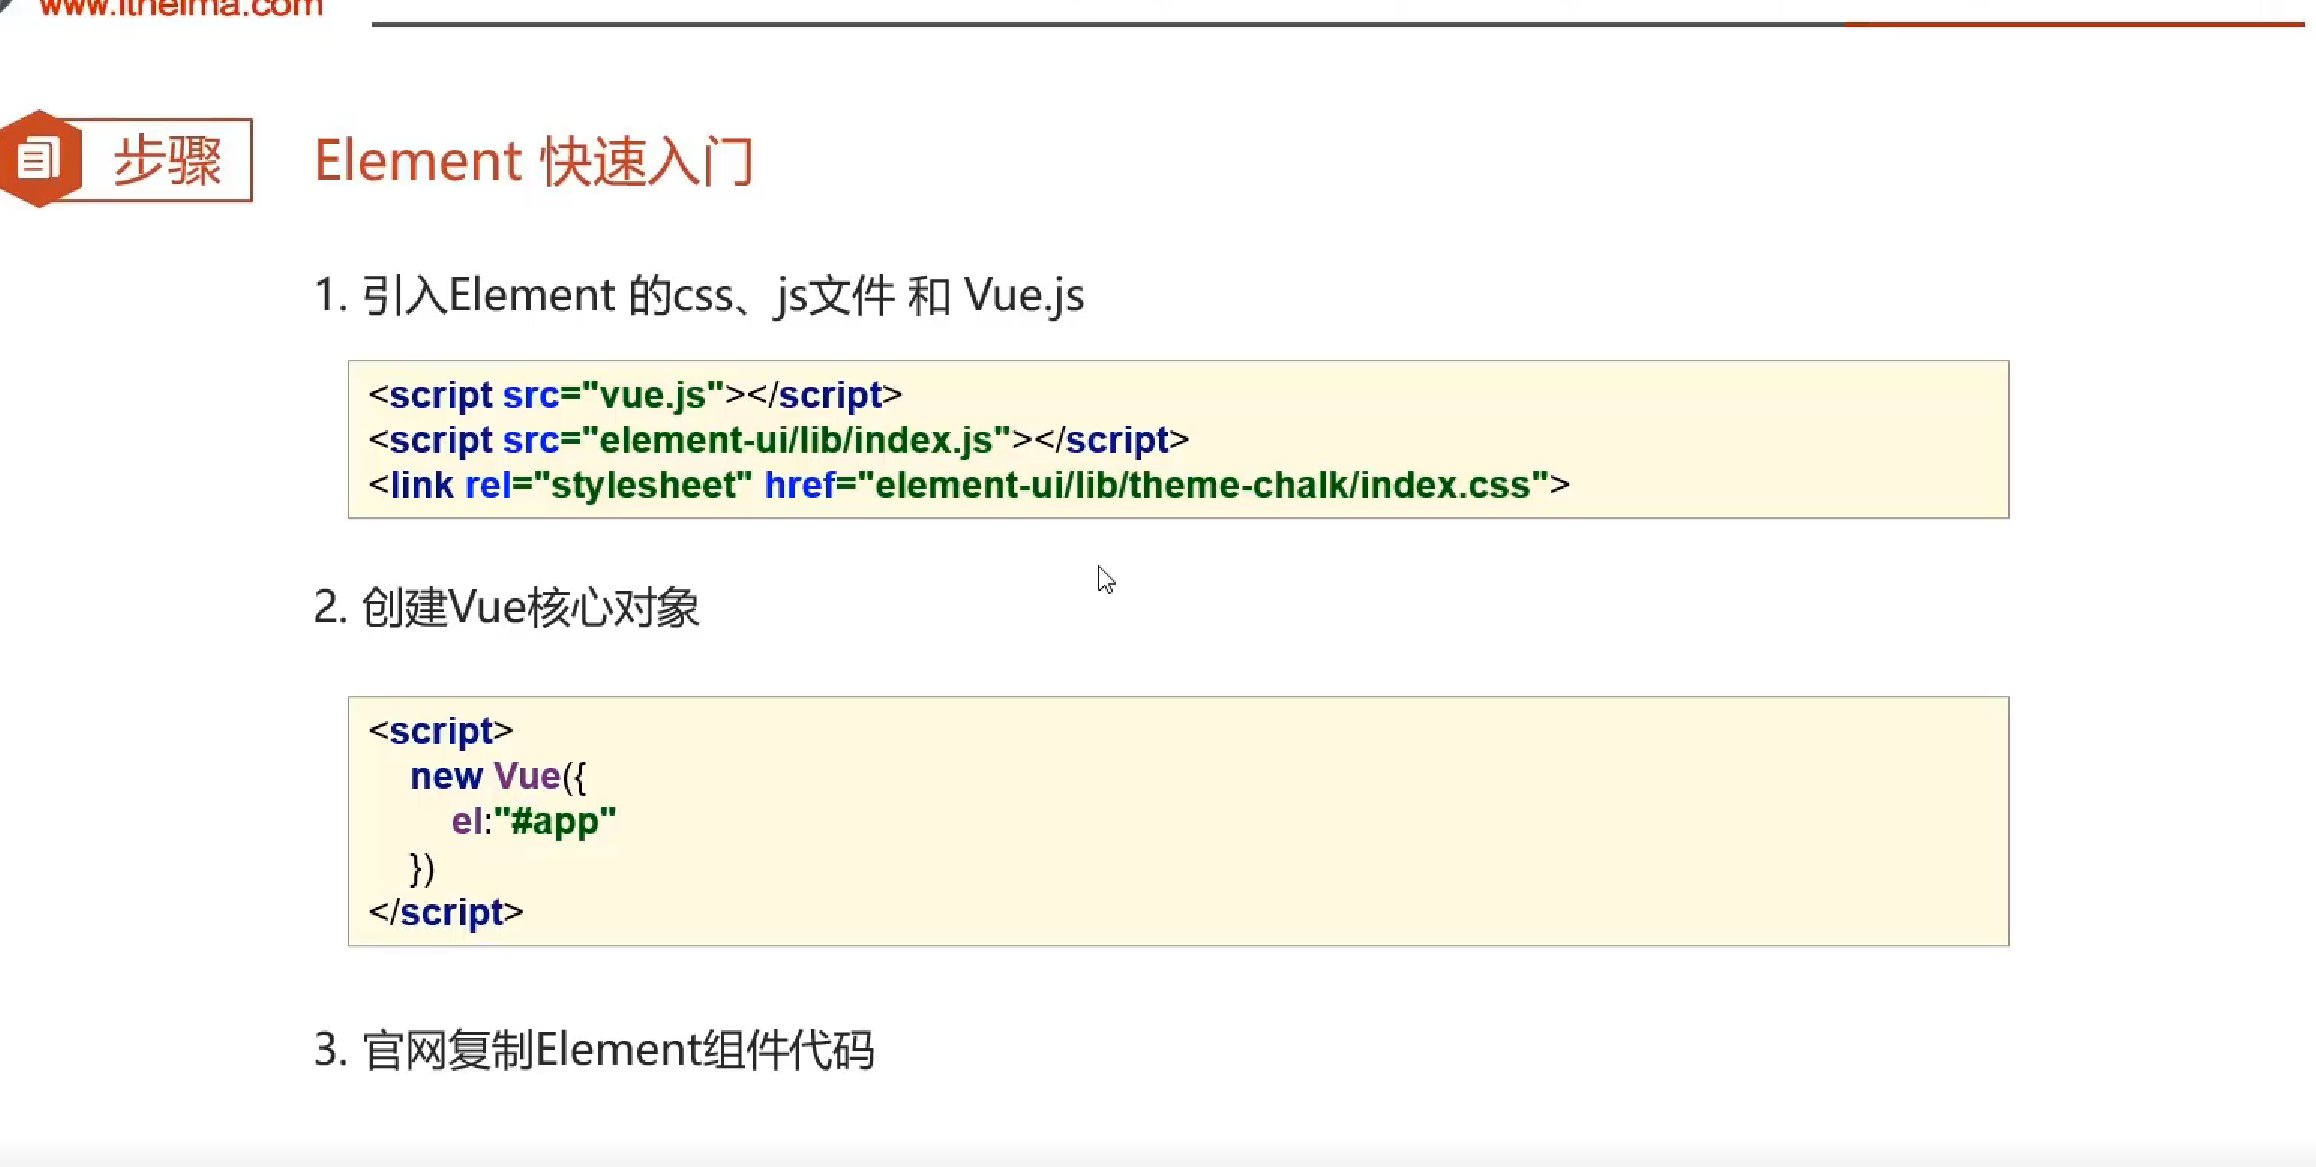 www.itheima.com
步骤
Element 快速入门
1. 引入Element 的css、js文件 和 Vue.js
<script src="vue.js"></script>
<script src="element-ui/lib/index.js"></script>
<link rel="stylesheet" href="element-ui/lib/theme-chalk/index.css">
2. 创建Vue核心对象
<script>
new Vue({
el:"#app"
})
</script>
3. 官网复制Element组件代码